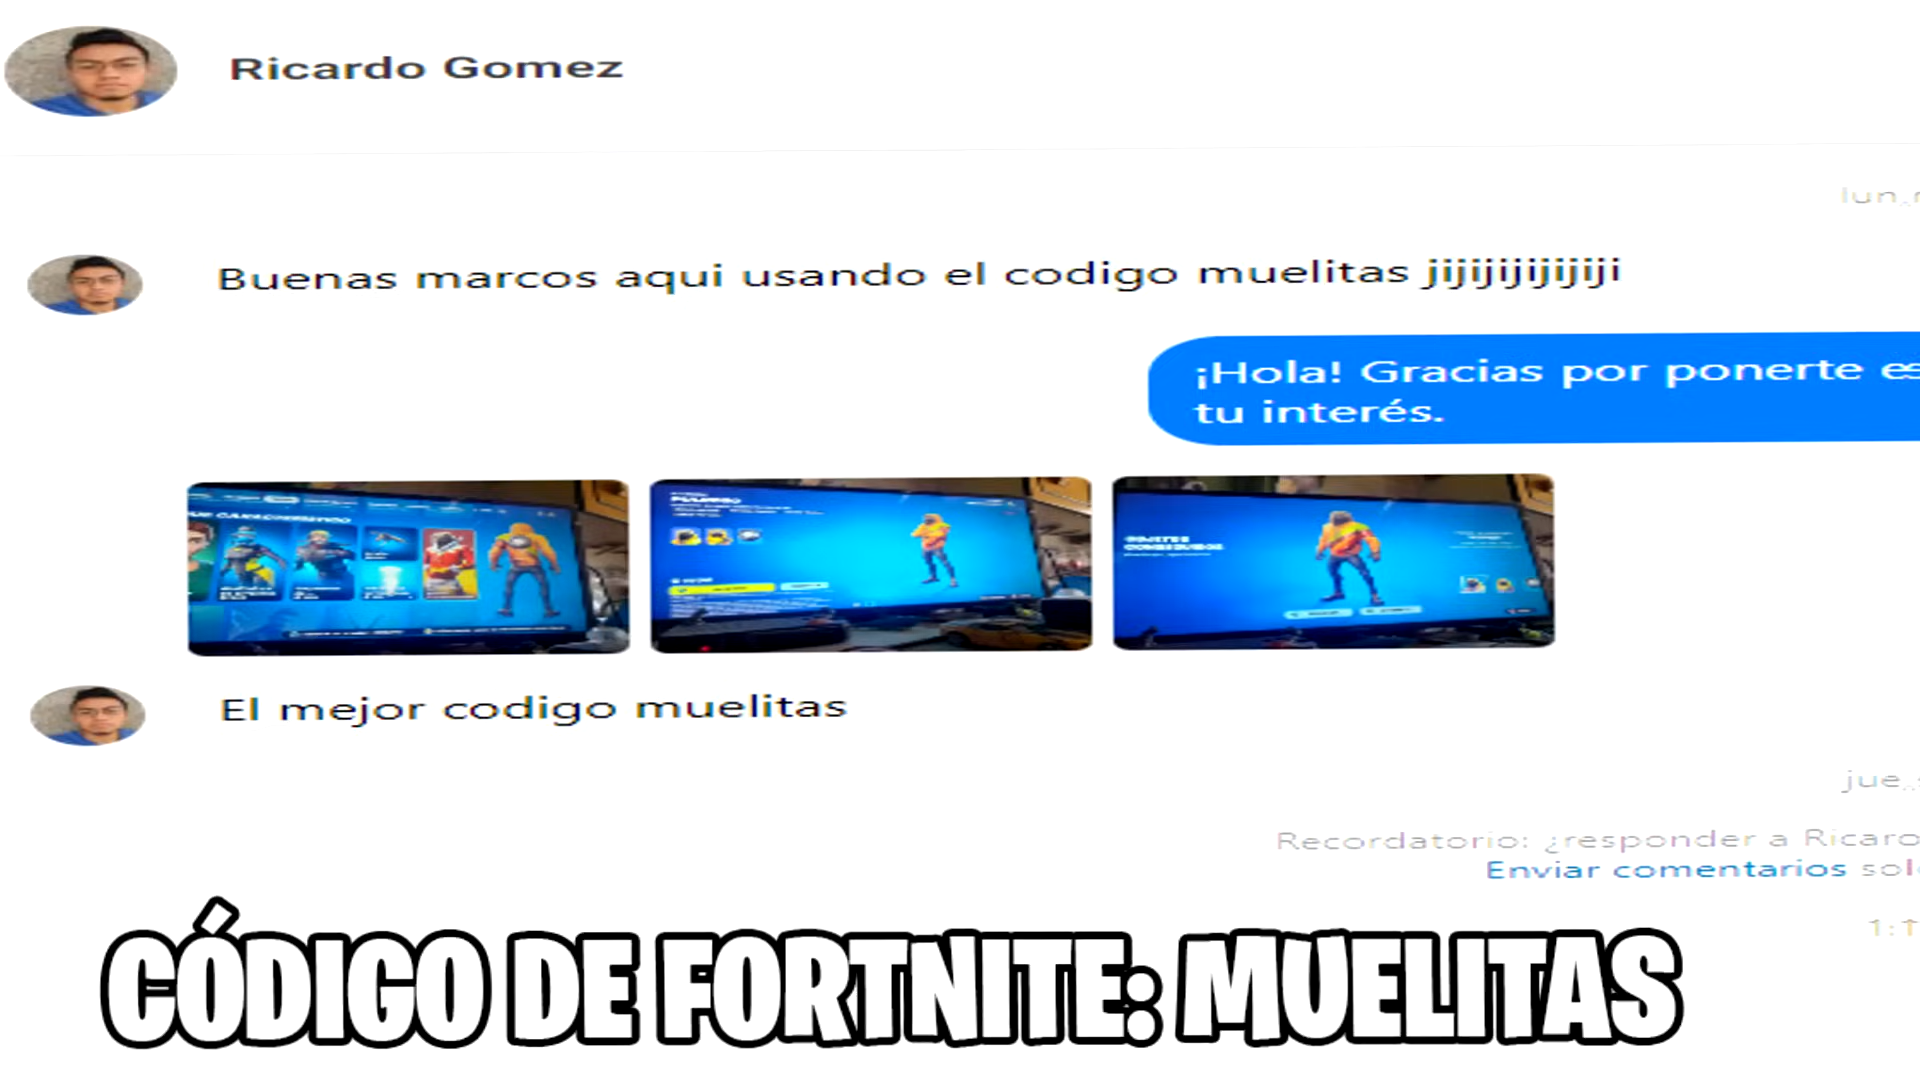 Ricardo Gomez
Buenas marcos aqui usando el codigo muelitas jijijijijijiji
¡Hola! Gracias por ponerte
tu interés.
El mejor codigo muelitas
Recordatorio: ¿responder a
Enviar comentarios
CÓDIGO DE FORTNITE: MUELITAS